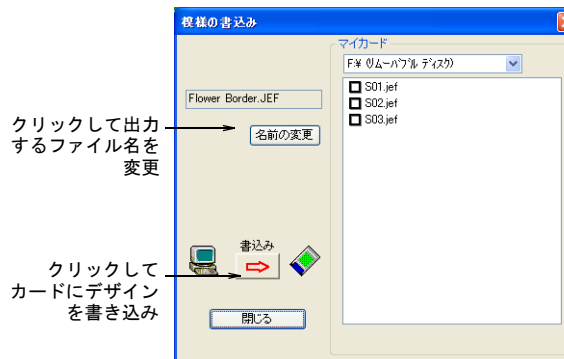 模様の書込み
マイカード
F:¥ (リムーバブル ディスク)
Flower Border.JEF
S01.jef
S02.jef
S03.jef
クリックして出力
するファイル名を
変更
名前の変更
書込み
クリックして
カードにデザイン
を書き込み
閉じる